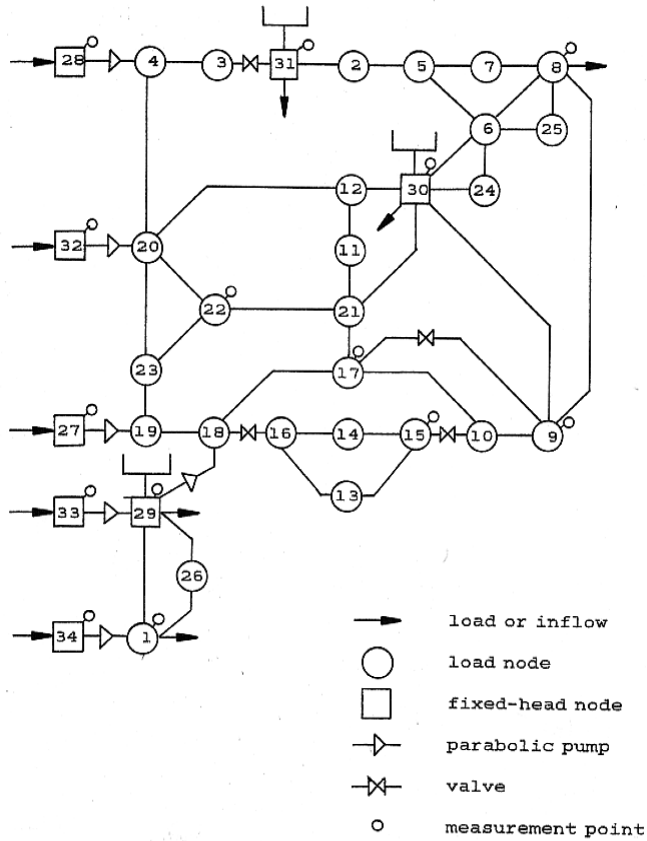 28 4 3 31 2 5 7 8
6 25
12 30 24
32 20 11
22 21
23 17
27 19 18 16 14 15 10 9
13
33 29
26
34 1
load or inflow
load node
fixed-head node
parabolic pump
valve
measurement point